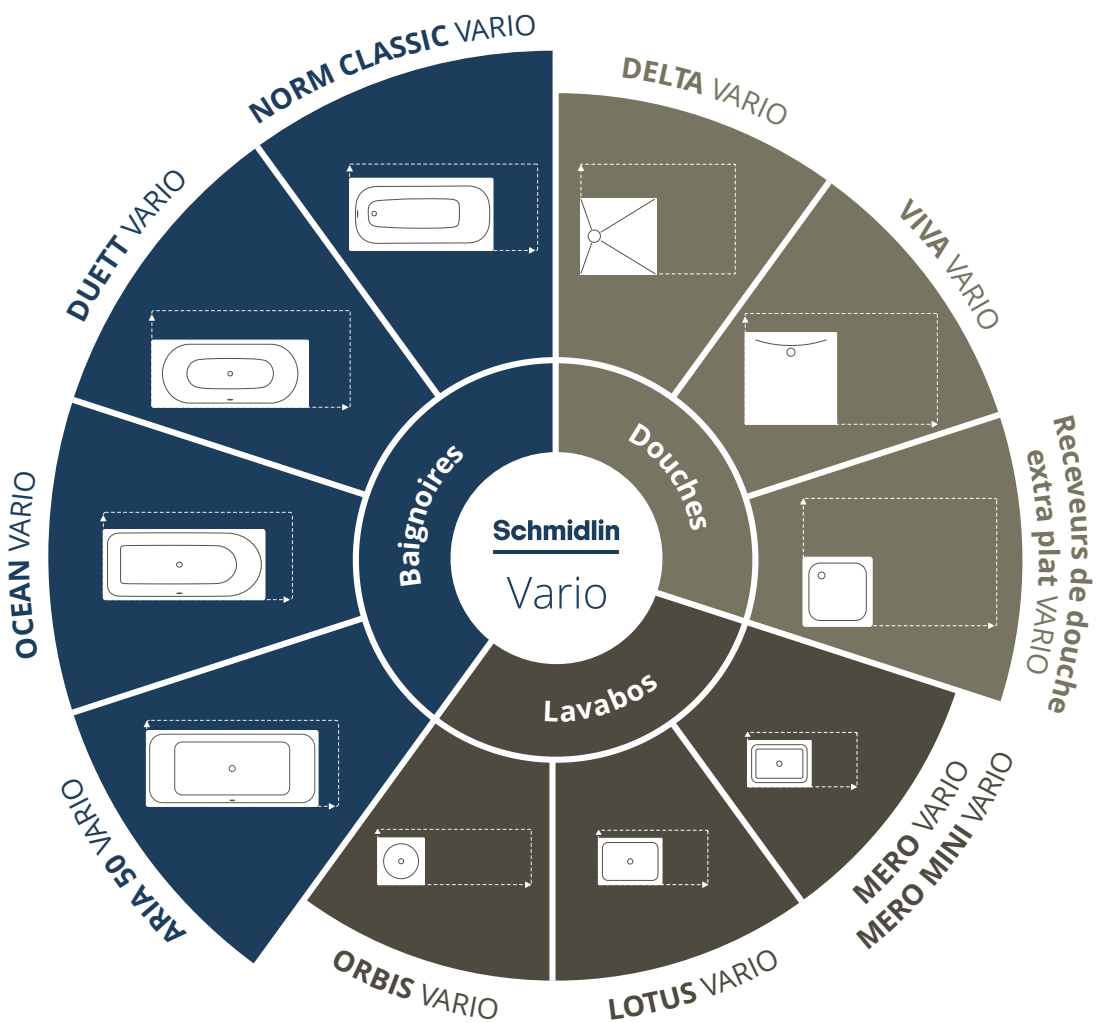 NORM CLASSIC VARIO
DELTA VARIO
DUETT VARIO
VIVA VARIO
Baignoires
Douches
Receveurs de douche
extra plat VARIO
OCEAN VARIO
Schmidlin
Vario
Lavabos
ARIA 50 VARIO
MERO VARIO
MERO MINI VARIO
ORBIS VARIO
LOTUS VARIO